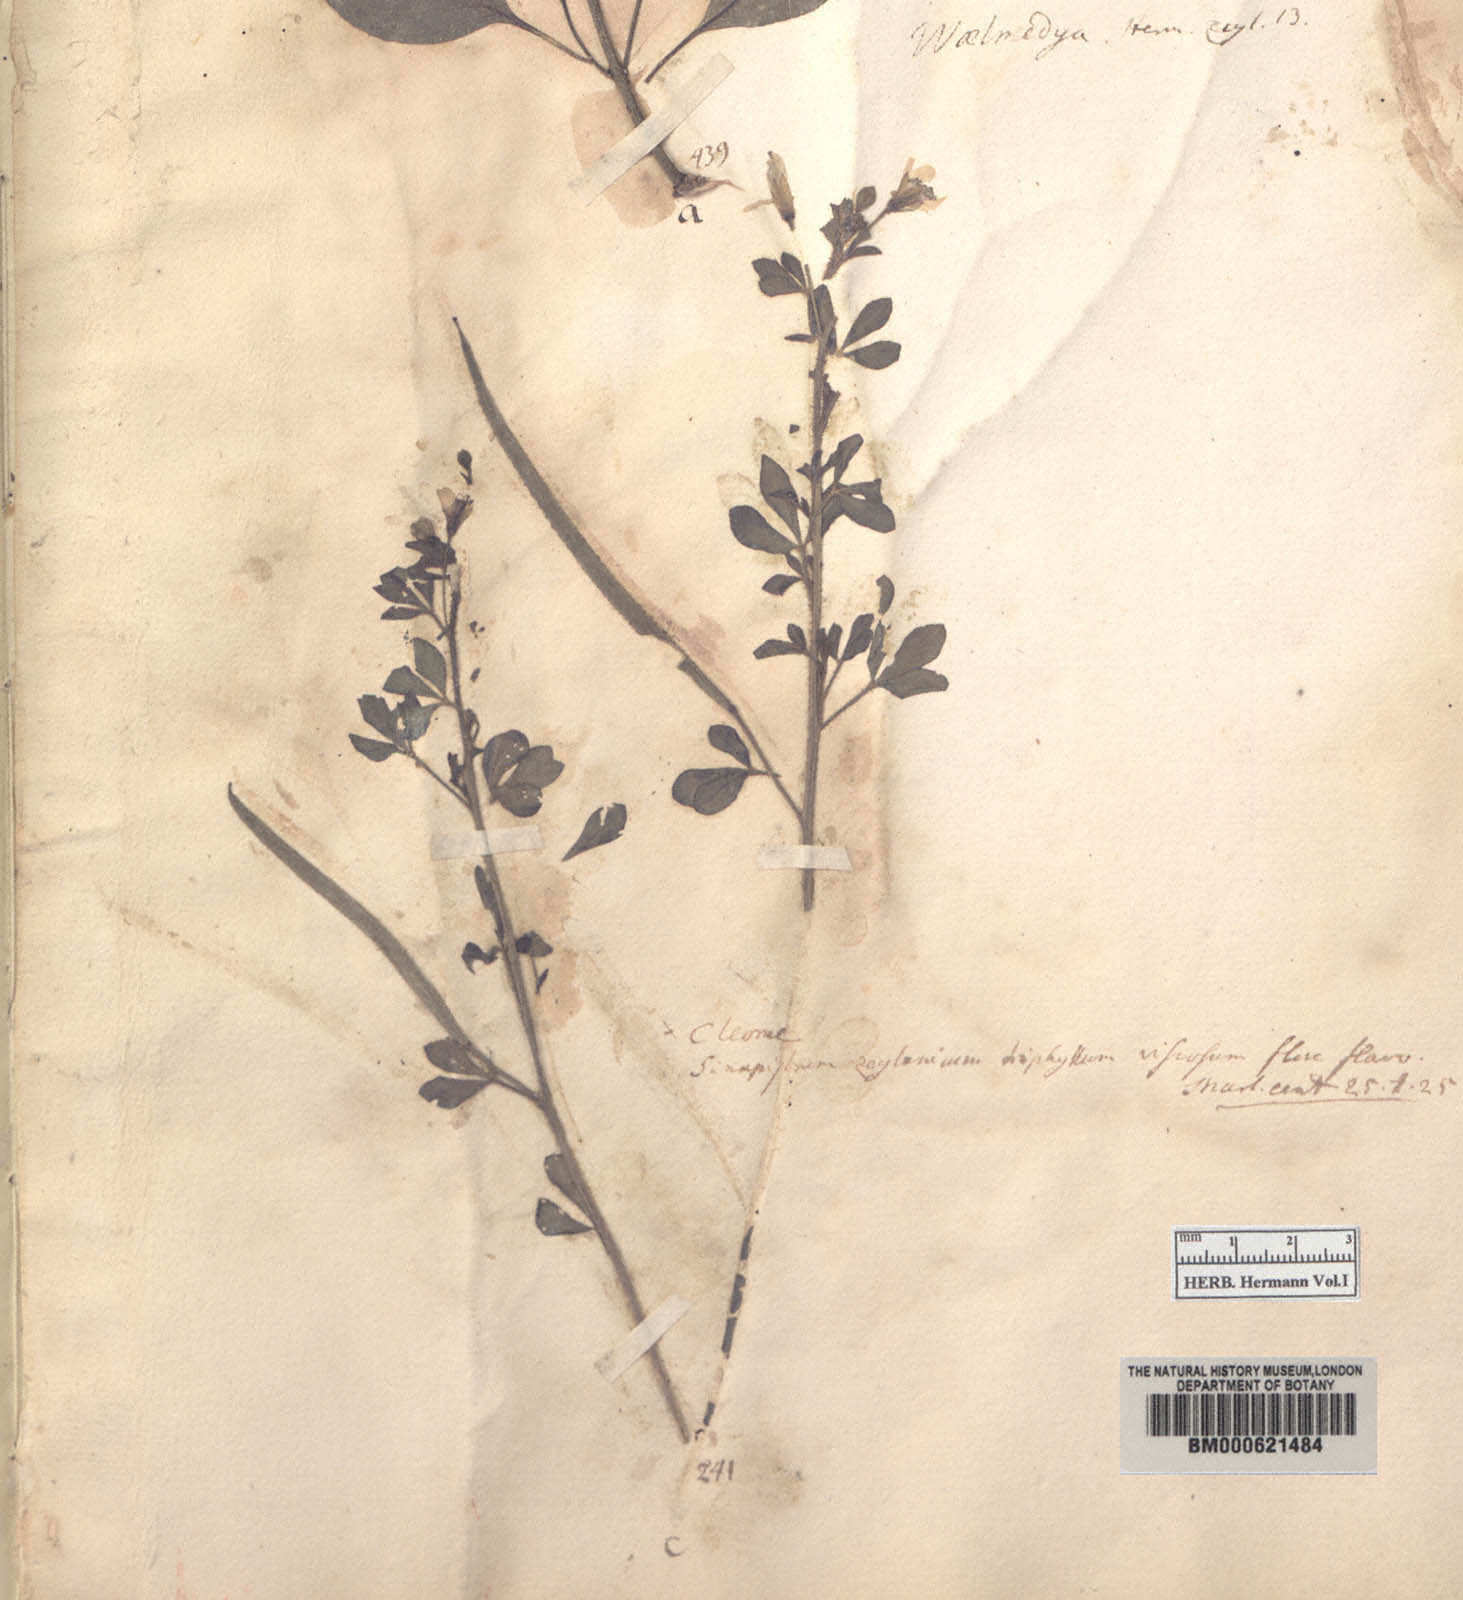 Wælmedya. Herm. zeyl. 13.
439
a
Cleome
Sinapistrum zeylanicum triphyllum viscosum flore flavo.
Mart. cent 25. t. 25
mm 1 2 3
HERB. Hermann Vol.I
THE NATURAL HISTORY MUSEUM,LONDON
DEPARTMENT OF BOTANY
BM000621484
241
c